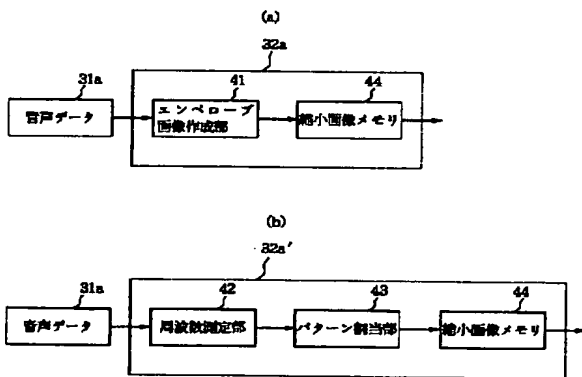 (a)
32a
31a
41
44
音声データ
エンベロープ
画像作成部
縮小画像メモリ
(b)
32a'
31a
42
43
44
音声データ
周波数測定部
パターン割当部
縮小画像メモリ